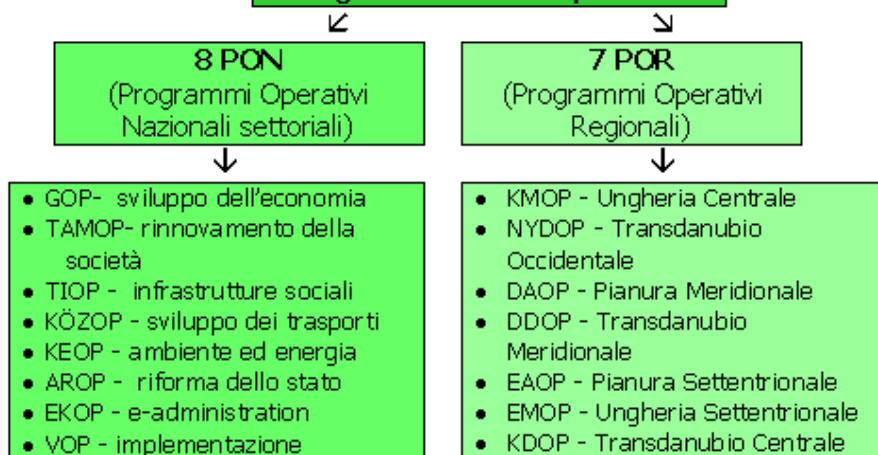 8 PON
(Programmi Operativi
Nazionali settoriali)
7 POR
(Programmi Operativi
Regionali)
• GOP- sviluppo dell'economia
• TAMOP- rinnovamento della
società
• TIOP - infrastrutture sociali
• KÖZOP - sviluppo dei trasporti
• KEOP - ambiente ed energia
• AROP - riforma dello stato
• EKOP - e-administration
• VOP - implementazione
• KMOP - Ungheria Centrale
• NYDOP - Transdanubio
Occidentale
• DAOP - Pianura Meridionale
• DDOP - Transdanubio
Meridionale
• EAOP - Pianura Settentrionale
• EMOP - Ungheria Settentrionale
• KDOP - Transdanubio Centrale